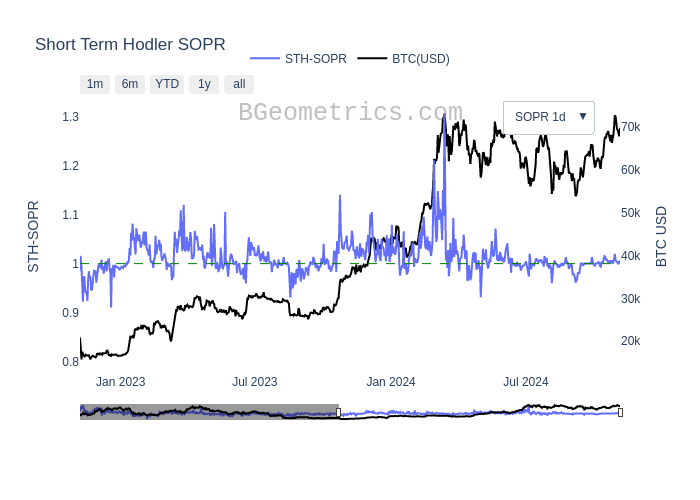 Short Term Hodler SOPR
STH-SOPR BTC(USD)
1m 6m YTD 1y all
BGeometrics.com
SOPR 1d ▼
1.3
1.2
1.1
1
0.9
0.8
STH-SOPR
70k
60k
50k
40k
30k
20k
BTC USD
Jan 2023 Jul 2023 Jan 2024 Jul 2024